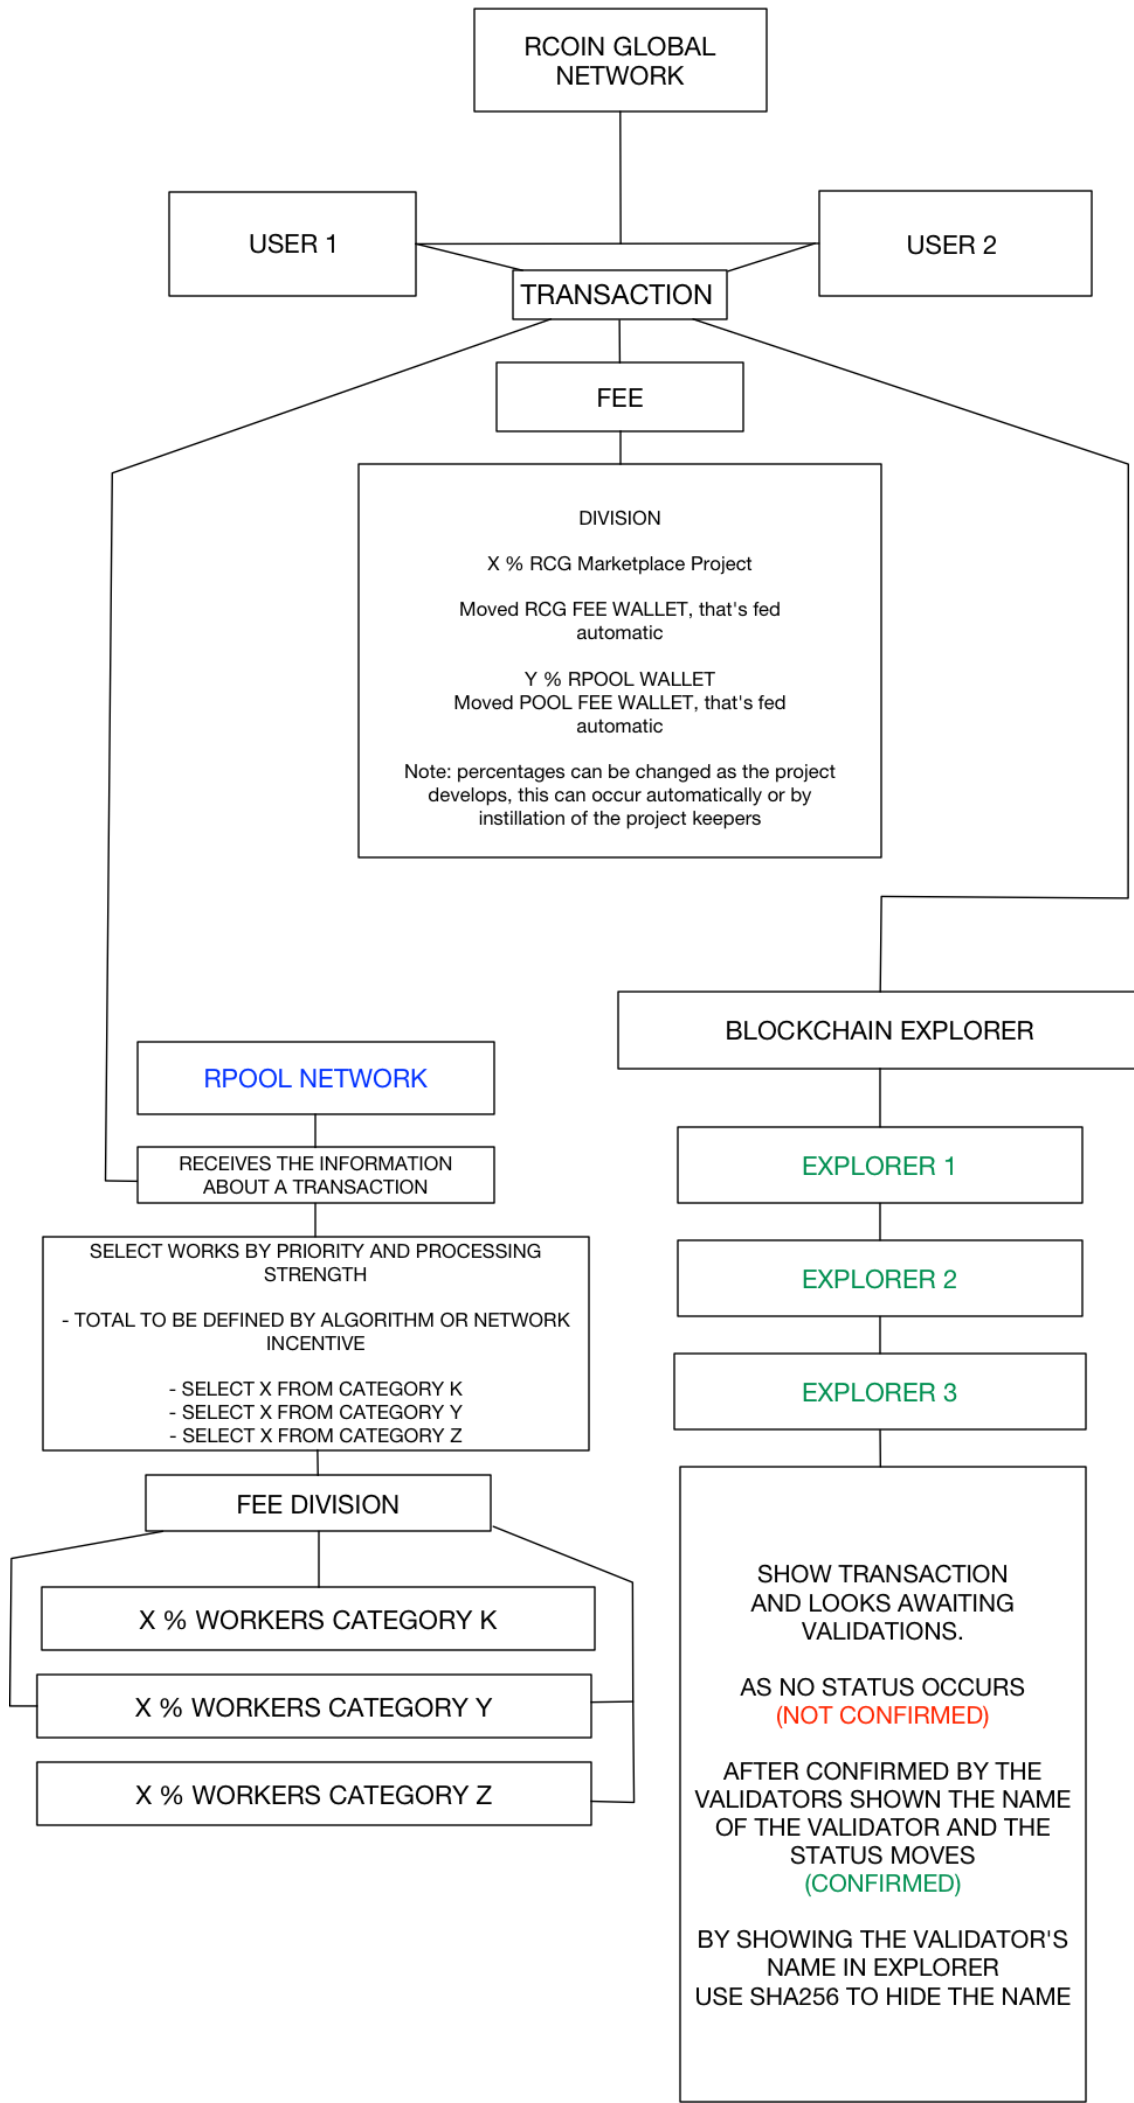 RCOIN GLOBAL
NETWORK
USER 1
USER 2
TRANSACTION
FEE
DIVISION
X % RCG Marketplace Project
Moved RCG FEE WALLET, that's fed
automatic
Y % RPOOL WALLET
Moved POOL FEE WALLET, that's fed
automatic
Note: percentages can be changed as the project
develops, this can occur automatically or by
instillation of the project keepers
RPOOL NETWORK
RECEIVES THE INFORMATION
ABOUT A TRANSACTION
SELECT WORKS BY PRIORITY AND PROCESSING
STRENGTH
- TOTAL TO BE DEFINED BY ALGORITHM OR NETWORK
INCENTIVE
- SELECT X FROM CATEGORY K
- SELECT X FROM CATEGORY Y
- SELECT X FROM CATEGORY Z
FEE DIVISION
X % WORKERS CATEGORY K
X % WORKERS CATEGORY Y
X % WORKERS CATEGORY Z
BLOCKCHAIN EXPLORER
EXPLORER 1
EXPLORER 2
EXPLORER 3
SHOW TRANSACTION
AND LOOKS AWAITING
VALIDATIONS.
AS NO STATUS OCCURS
(NOT CONFIRMED)
AFTER CONFIRMED BY THE
VALIDATORS SHOWN THE NAME
OF THE VALIDATOR AND THE
STATUS MOVES
(CONFIRMED)
BY SHOWING THE VALIDATOR'S
NAME IN EXPLORER
USE SHA256 TO HIDE THE NAME